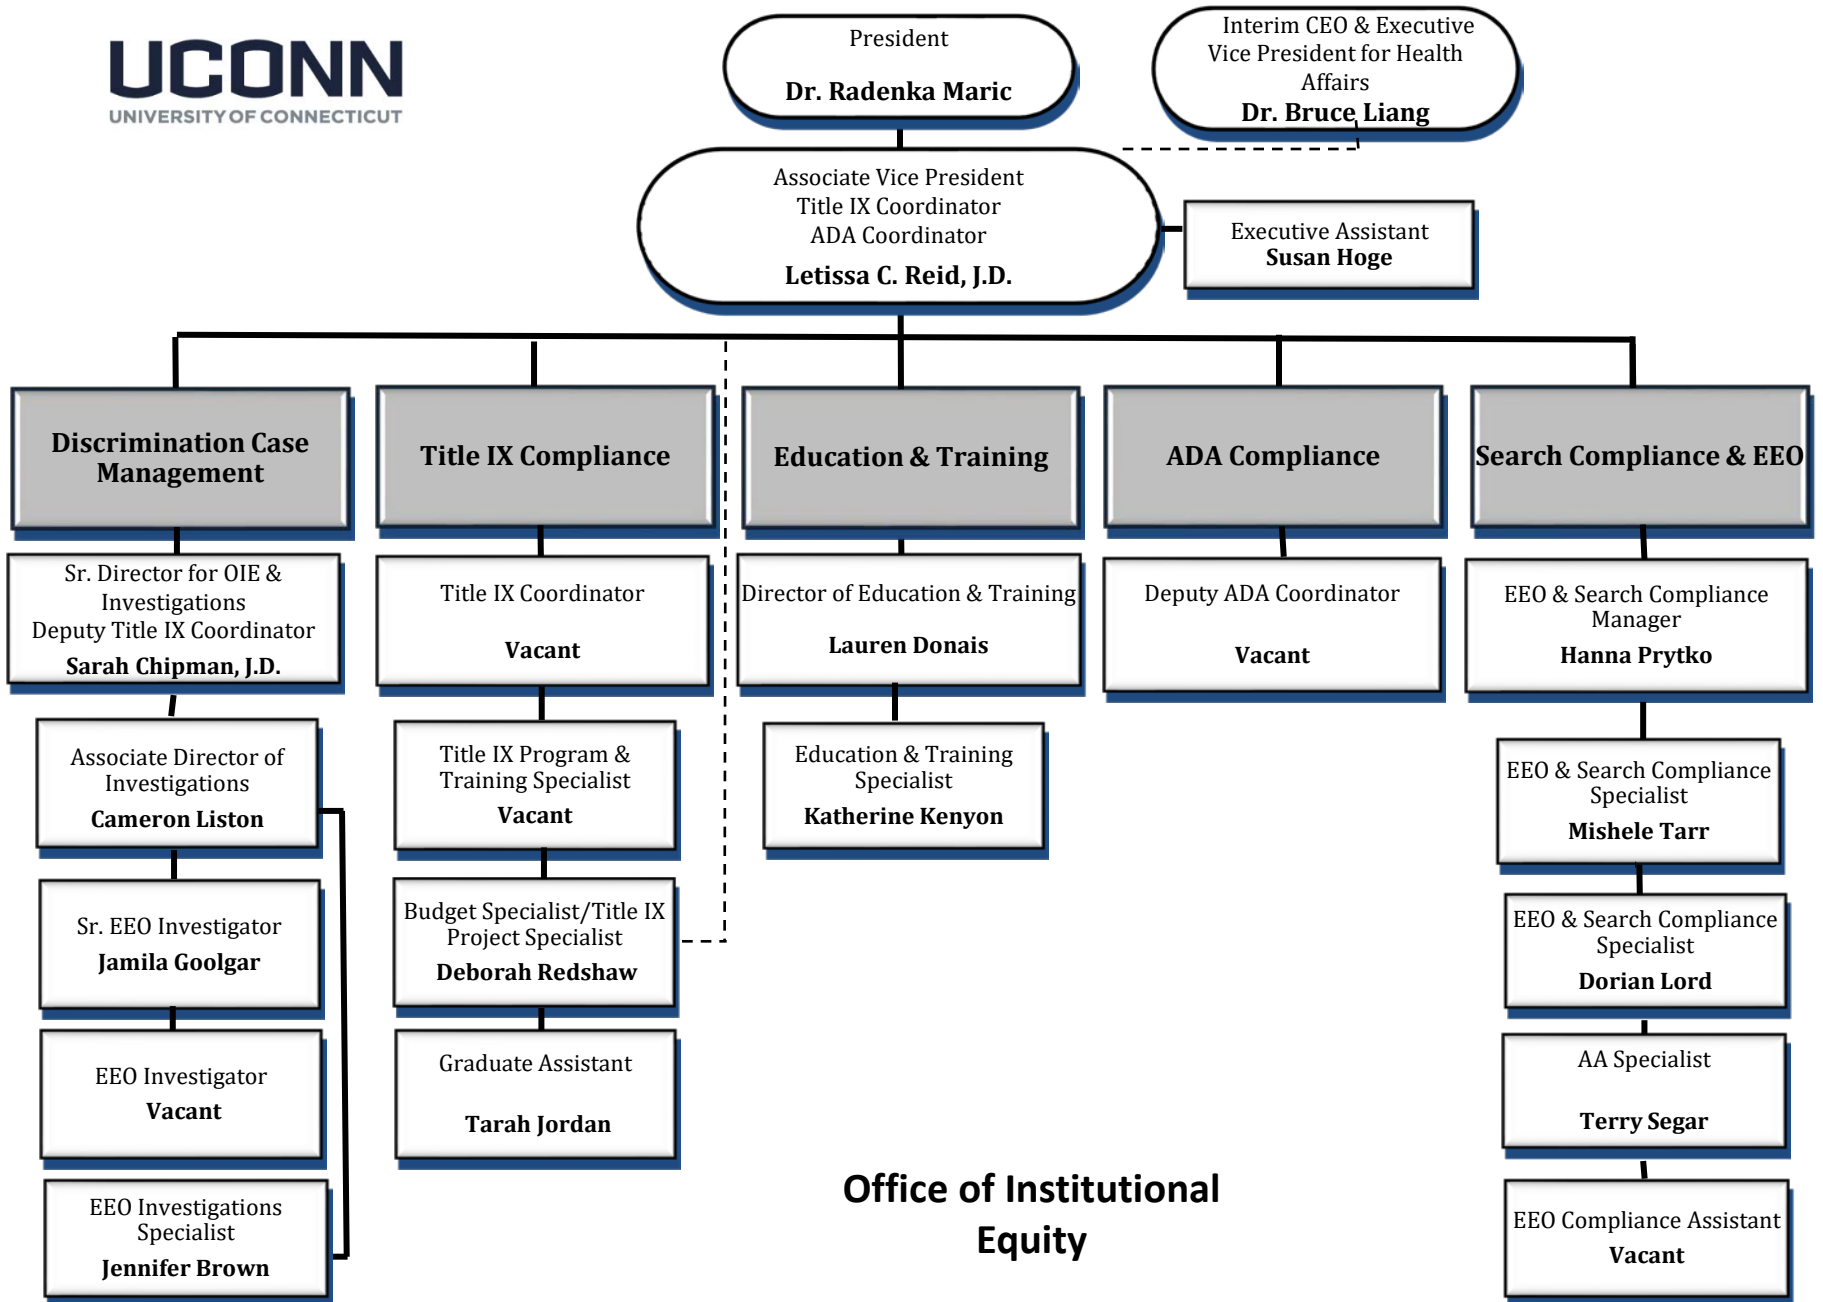 UCONN
UNIVERSITY OF CONNECTICUT
President
Dr. Radenka Maric
Interim CEO & Executive
Vice President for Health
Affairs
Dr. Bruce Liang
Associate Vice President
Title IX Coordinator
ADA Coordinator
Letissa C. Reid, J.D.
Executive Assistant
Susan Hoge
Discrimination Case
Management
Sr. Director for OIE &
Investigations
Deputy Title IX Coordinator
Sarah Chipman, J.D.
Associate Director of
Investigations
Cameron Liston
Sr. EEO Investigator
Jamila Goolgar
EEO Investigator
Vacant
EEO Investigations
Specialist
Jennifer Brown
Title IX Compliance
Title IX Coordinator
Vacant
Title IX Program &
Training Specialist
Vacant
Budget Specialist/Title IX
Project Specialist
Deborah Redshaw
Graduate Assistant
Tarah Jordan
Education & Training
Director of Education & Training
Lauren Donais
Education & Training
Specialist
Katherine Kenyon
ADA Compliance
Deputy ADA Coordinator
Vacant
Search Compliance & EEO
EEO & Search Compliance
Manager
Hanna Prytko
EEO & Search Compliance
Specialist
Mishele Tarr
EEO & Search Compliance
Specialist
Dorian Lord
AA Specialist
Terry Segar
EEO Compliance Assistant
Vacant
Office of Institutional
Equity